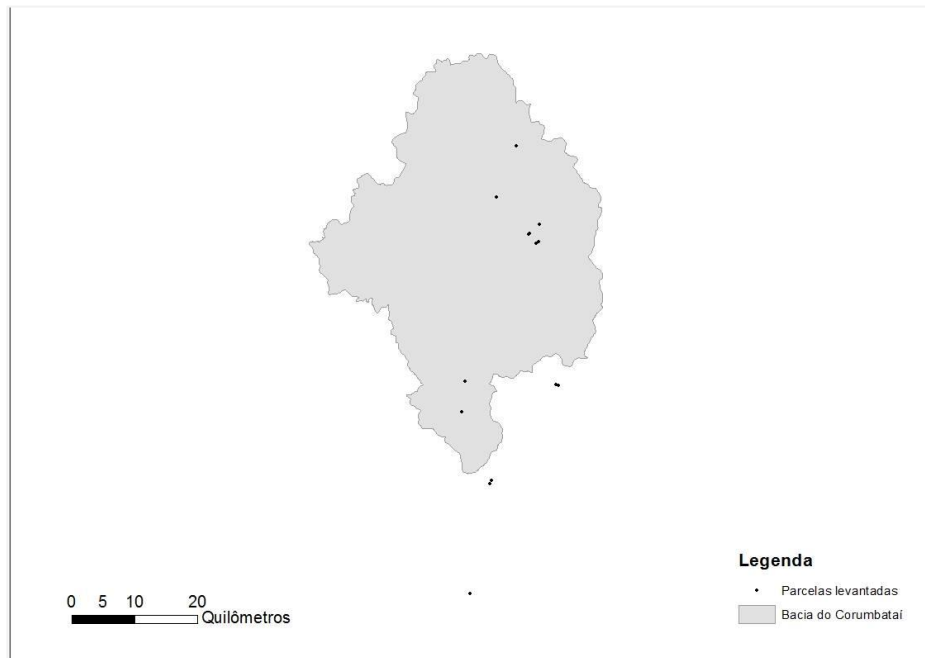 Legenda
Parcelas levantadas
Bacia do Corumbataí
0 5 10 20
Quilômetros